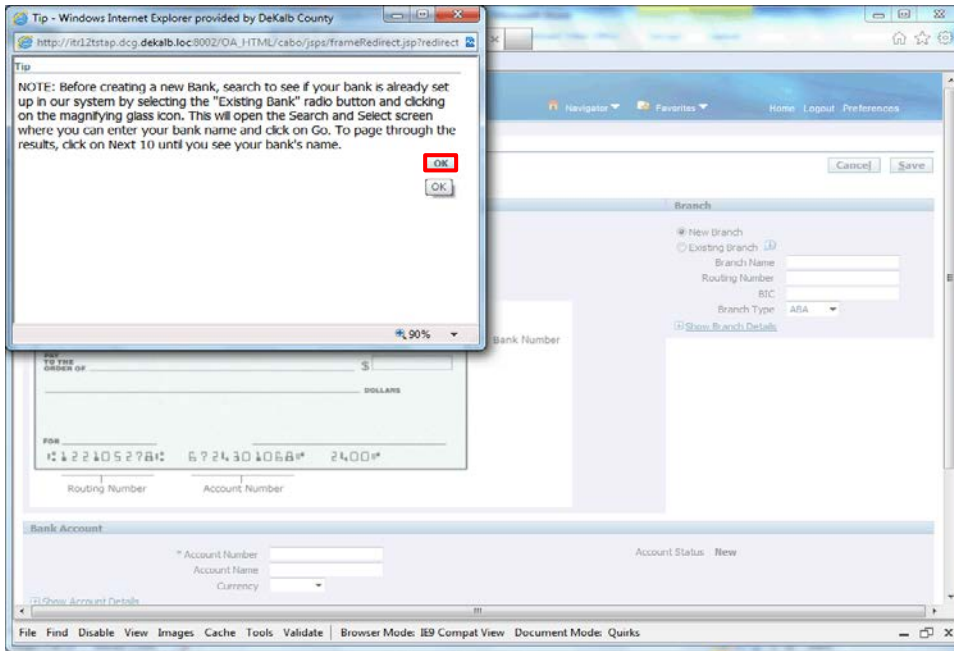 Tip - Windows Internet Explorer provided by DeKalb County
http://itr12tstap.dcg.dekalb.loc:8002/OA_HTML/cabo/jsps/frameRedirect.jsp?redirect
Tip
NOTE: Before creating a new Bank, search to see if your bank is already set
up in our system by selecting the "Existing Bank" radio button and clicking
on the magnifying glass icon. This will open the Search and Select screen
where you can enter your bank name and click on Go. To page through the
results, click on Next 10 until you see your bank's name.
OK
OK
90%
Navigator Favorites Home Logout Preferences
Cancel Save
Branch
New Branch
Existing Branch
Branch Name
Routing Number
BIC
Branch Type ABA
Show Branch Details
Bank Number
PAY
TO THE
ORDER OF $
DOLLARS
FOR
122105278 6724301068 2400
Routing Number Account Number
Bank Account
* Account Number
Account Name
Currency
Show Account Details
Account Status New
File Find Disable View Images Cache Tools Validate Browser Mode: IE9 Compat View Document Mode: Quirks